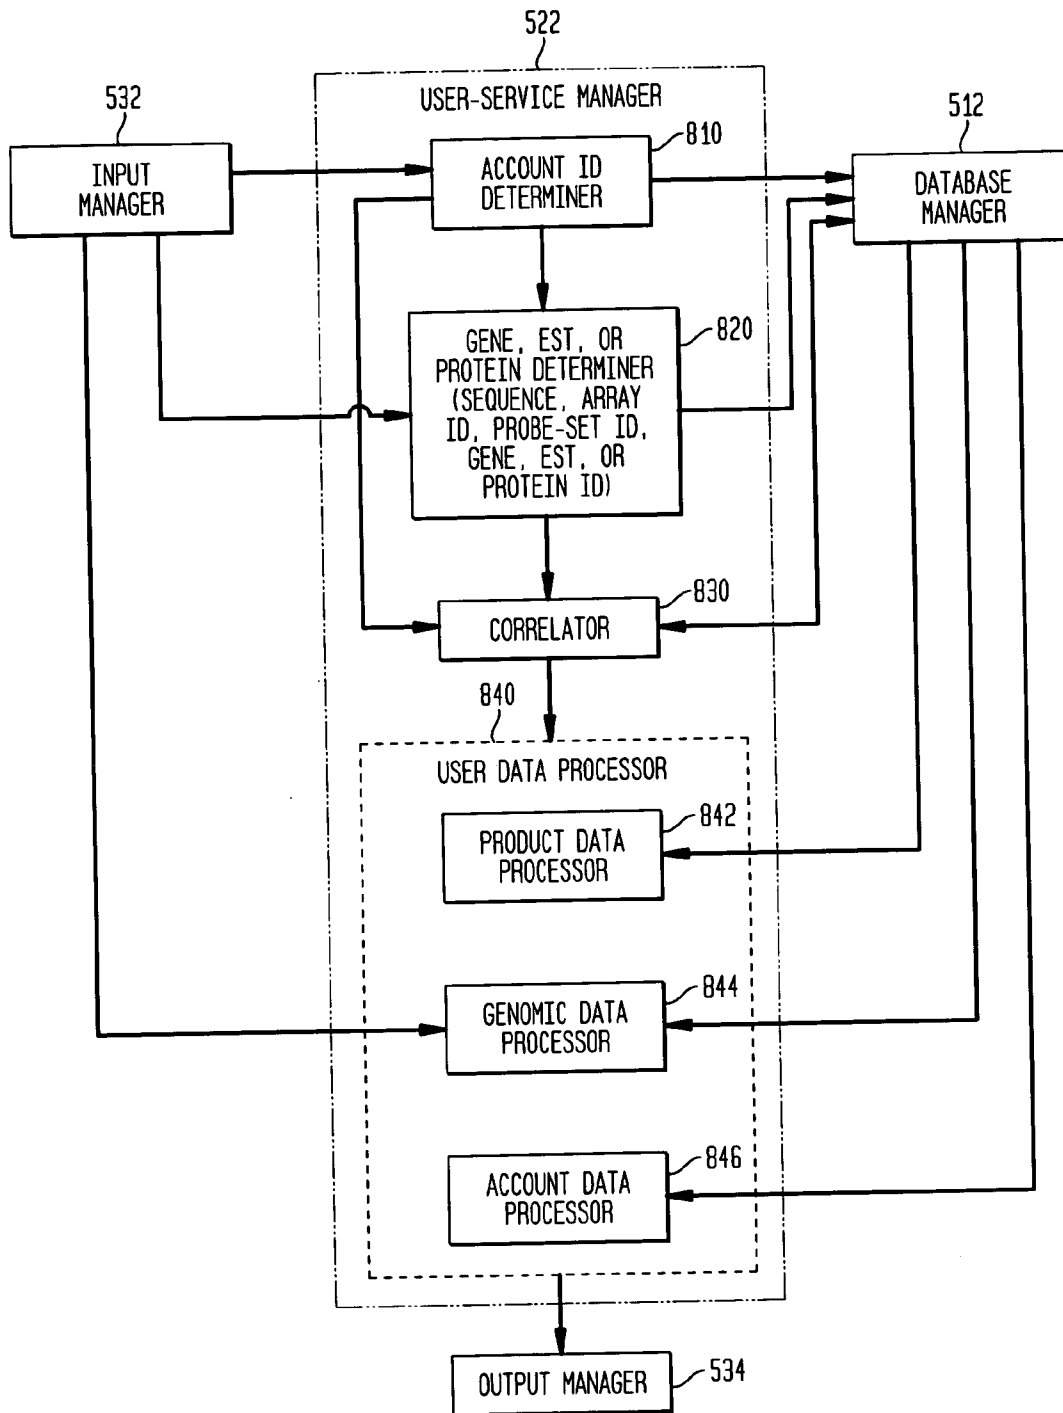 522
USER-SERVICE MANAGER
532
INPUT
MANAGER
810
ACCOUNT ID
DETERMINER
512
DATABASE
MANAGER
820
GENE, EST, OR
PROTEIN DETERMINER
(SEQUENCE, ARRAY
ID, PROBE-SET ID,
GENE, EST, OR
PROTEIN ID)
830
CORRELATOR
840
USER DATA PROCESSOR
842
PRODUCT DATA
PROCESSOR
844
GENOMIC DATA
PROCESSOR
846
ACCOUNT DATA
PROCESSOR
OUTPUT MANAGER
534